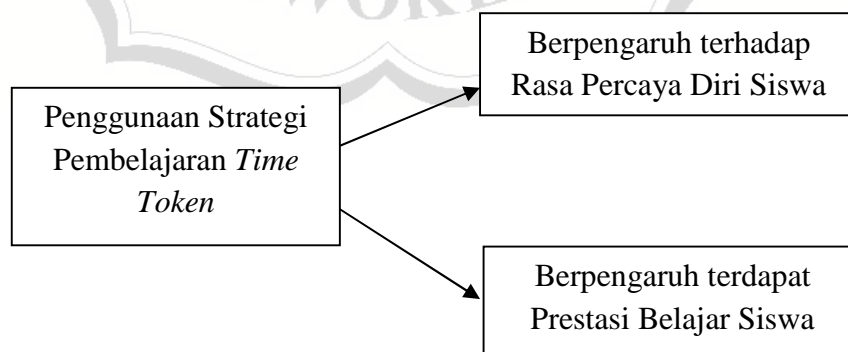 Berpengaruh terhadap
Rasa Percaya Diri Siswa
Penggunaan Strategi
Pembelajaran Time
Token
Berpengaruh terdapat
Prestasi Belajar Siswa